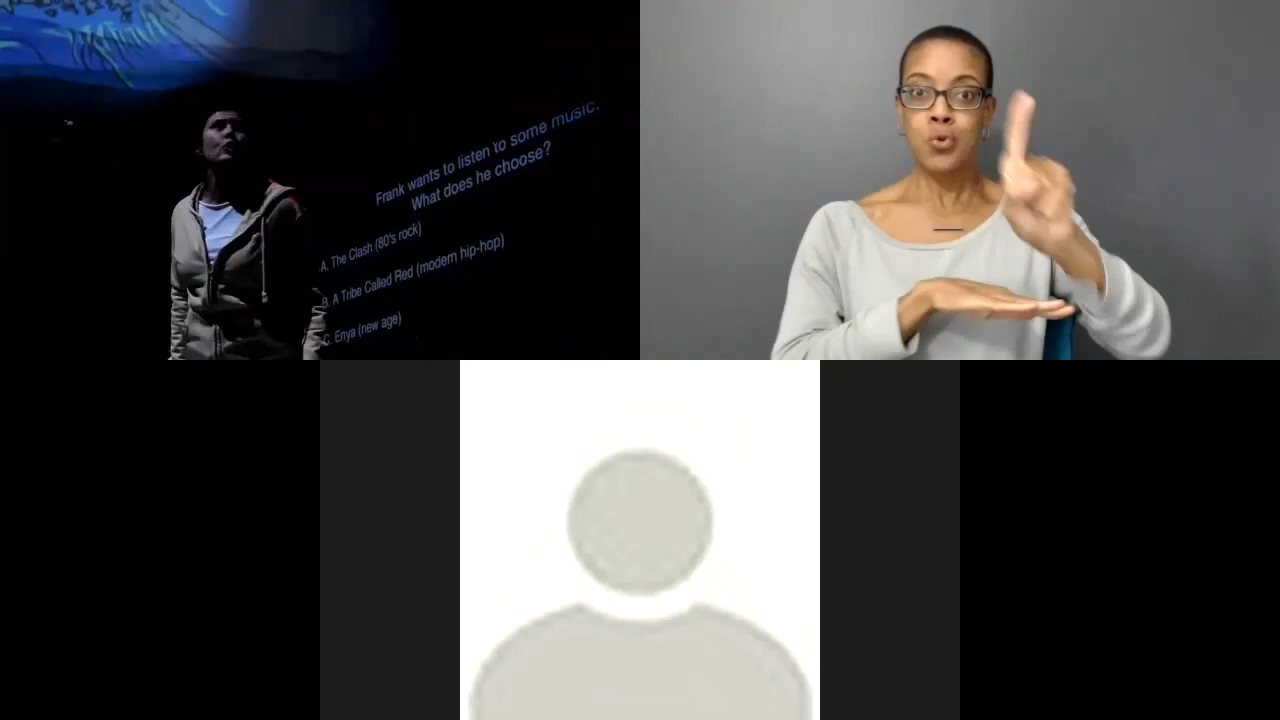 Frank wants to listen to some music.
What does he choose?
A. The Clash (80's rock)
B. A Tribe Called Red (modern hip-hop)
C. Enya (new age)